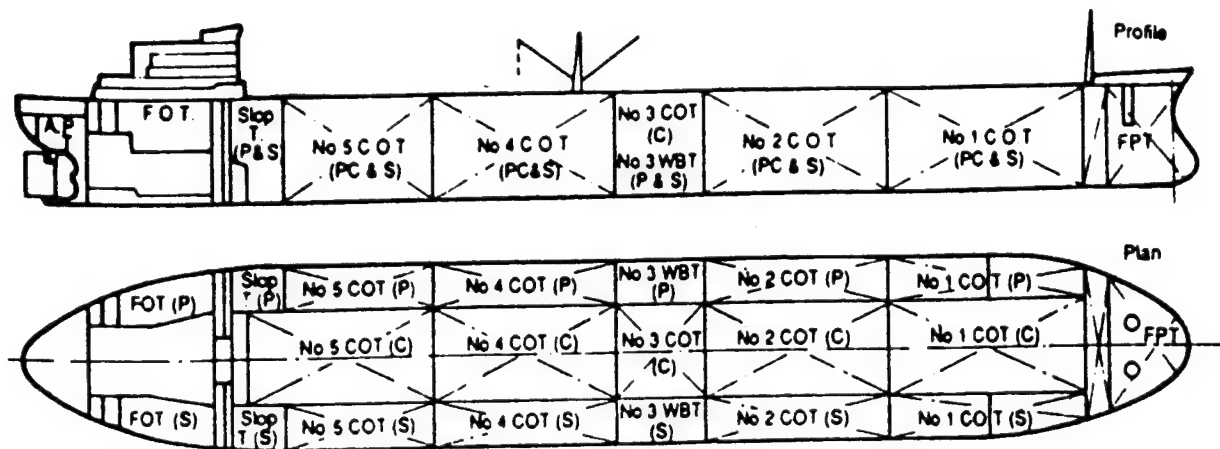 Profile
A.P.
F O T.
Slop
T.
(P&S)
No 5 C O T
(PC & S)
No 4 C O T
(PC&S)
No 3 COT
(C)
No 3 WBT
(P & S)
No 2 C O T
(PC & S)
No 1 C O T
(PC & S)
FPT
Plan
FOT (P)
Slop
T (P)
No 5 COT (P)
No 4 COT (P)
No 3 WBT
(P)
No 2 COT (P)
No 1 COT (P)
No 5 COT (C)
No 4 COT (C)
No 3 COT
(C)
No 2 COT (C)
No 1 COT (C)
FPT
FOT (S)
Slop
T (S)
No 5 COT (S)
No 4 COT (S)
No 3 WBT
(S)
No 2 COT (S)
No 1 COT (S)